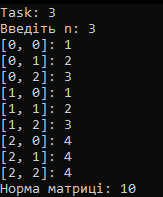 Task: 3
Введіть n: 3
[0, 0]: 1
[0, 1]: 2
[0, 2]: 3
[1, 0]: 1
[1, 1]: 2
[1, 2]: 3
[2, 0]: 4
[2, 1]: 4
[2, 2]: 4
Норма матриці: 10